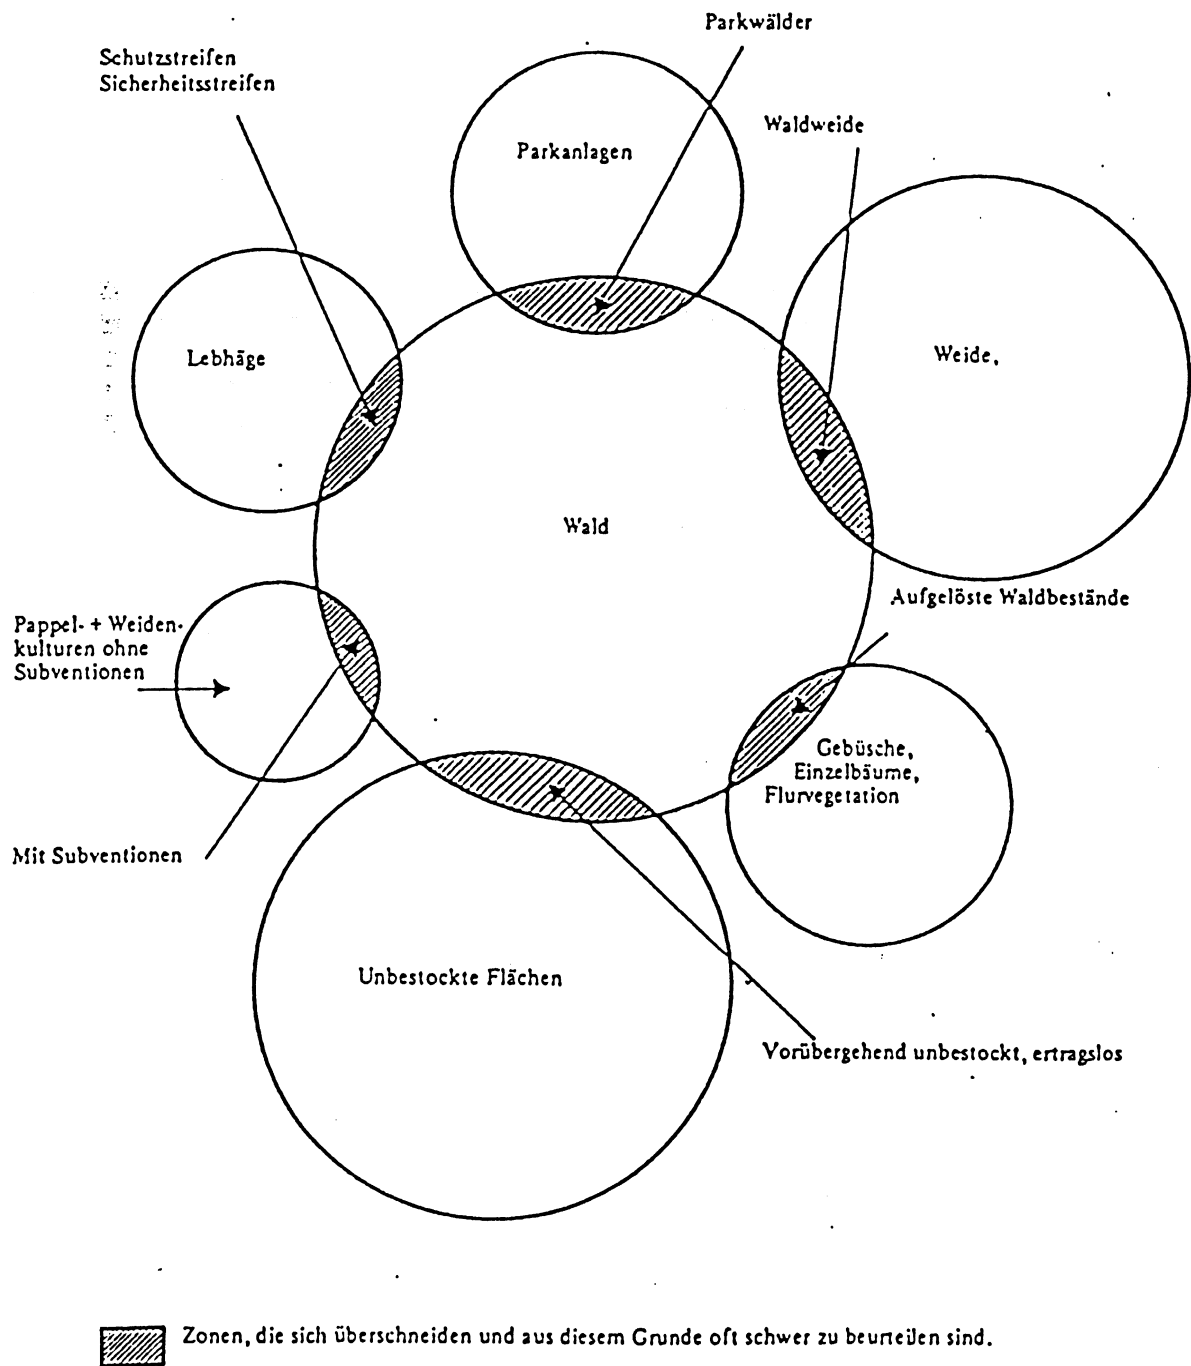 Parkwälder
Schutzstreifen
Sicherheitsstreifen
Waldweide
Parkanlagen
Lebhäge
Weide,
Wald
Aufgelöste Waldbestände
Pappel- + Weiden-
kulturen ohne
Subventionen
Gebüsche,
Einzelbäume,
Flurvegetation
Mit Subventionen
Unbestockte Flächen
Vorübergehend unbestockt, ertragslos
Zonen, die sich überschneiden und aus diesem Grunde oft schwer zu beurteilen sind.